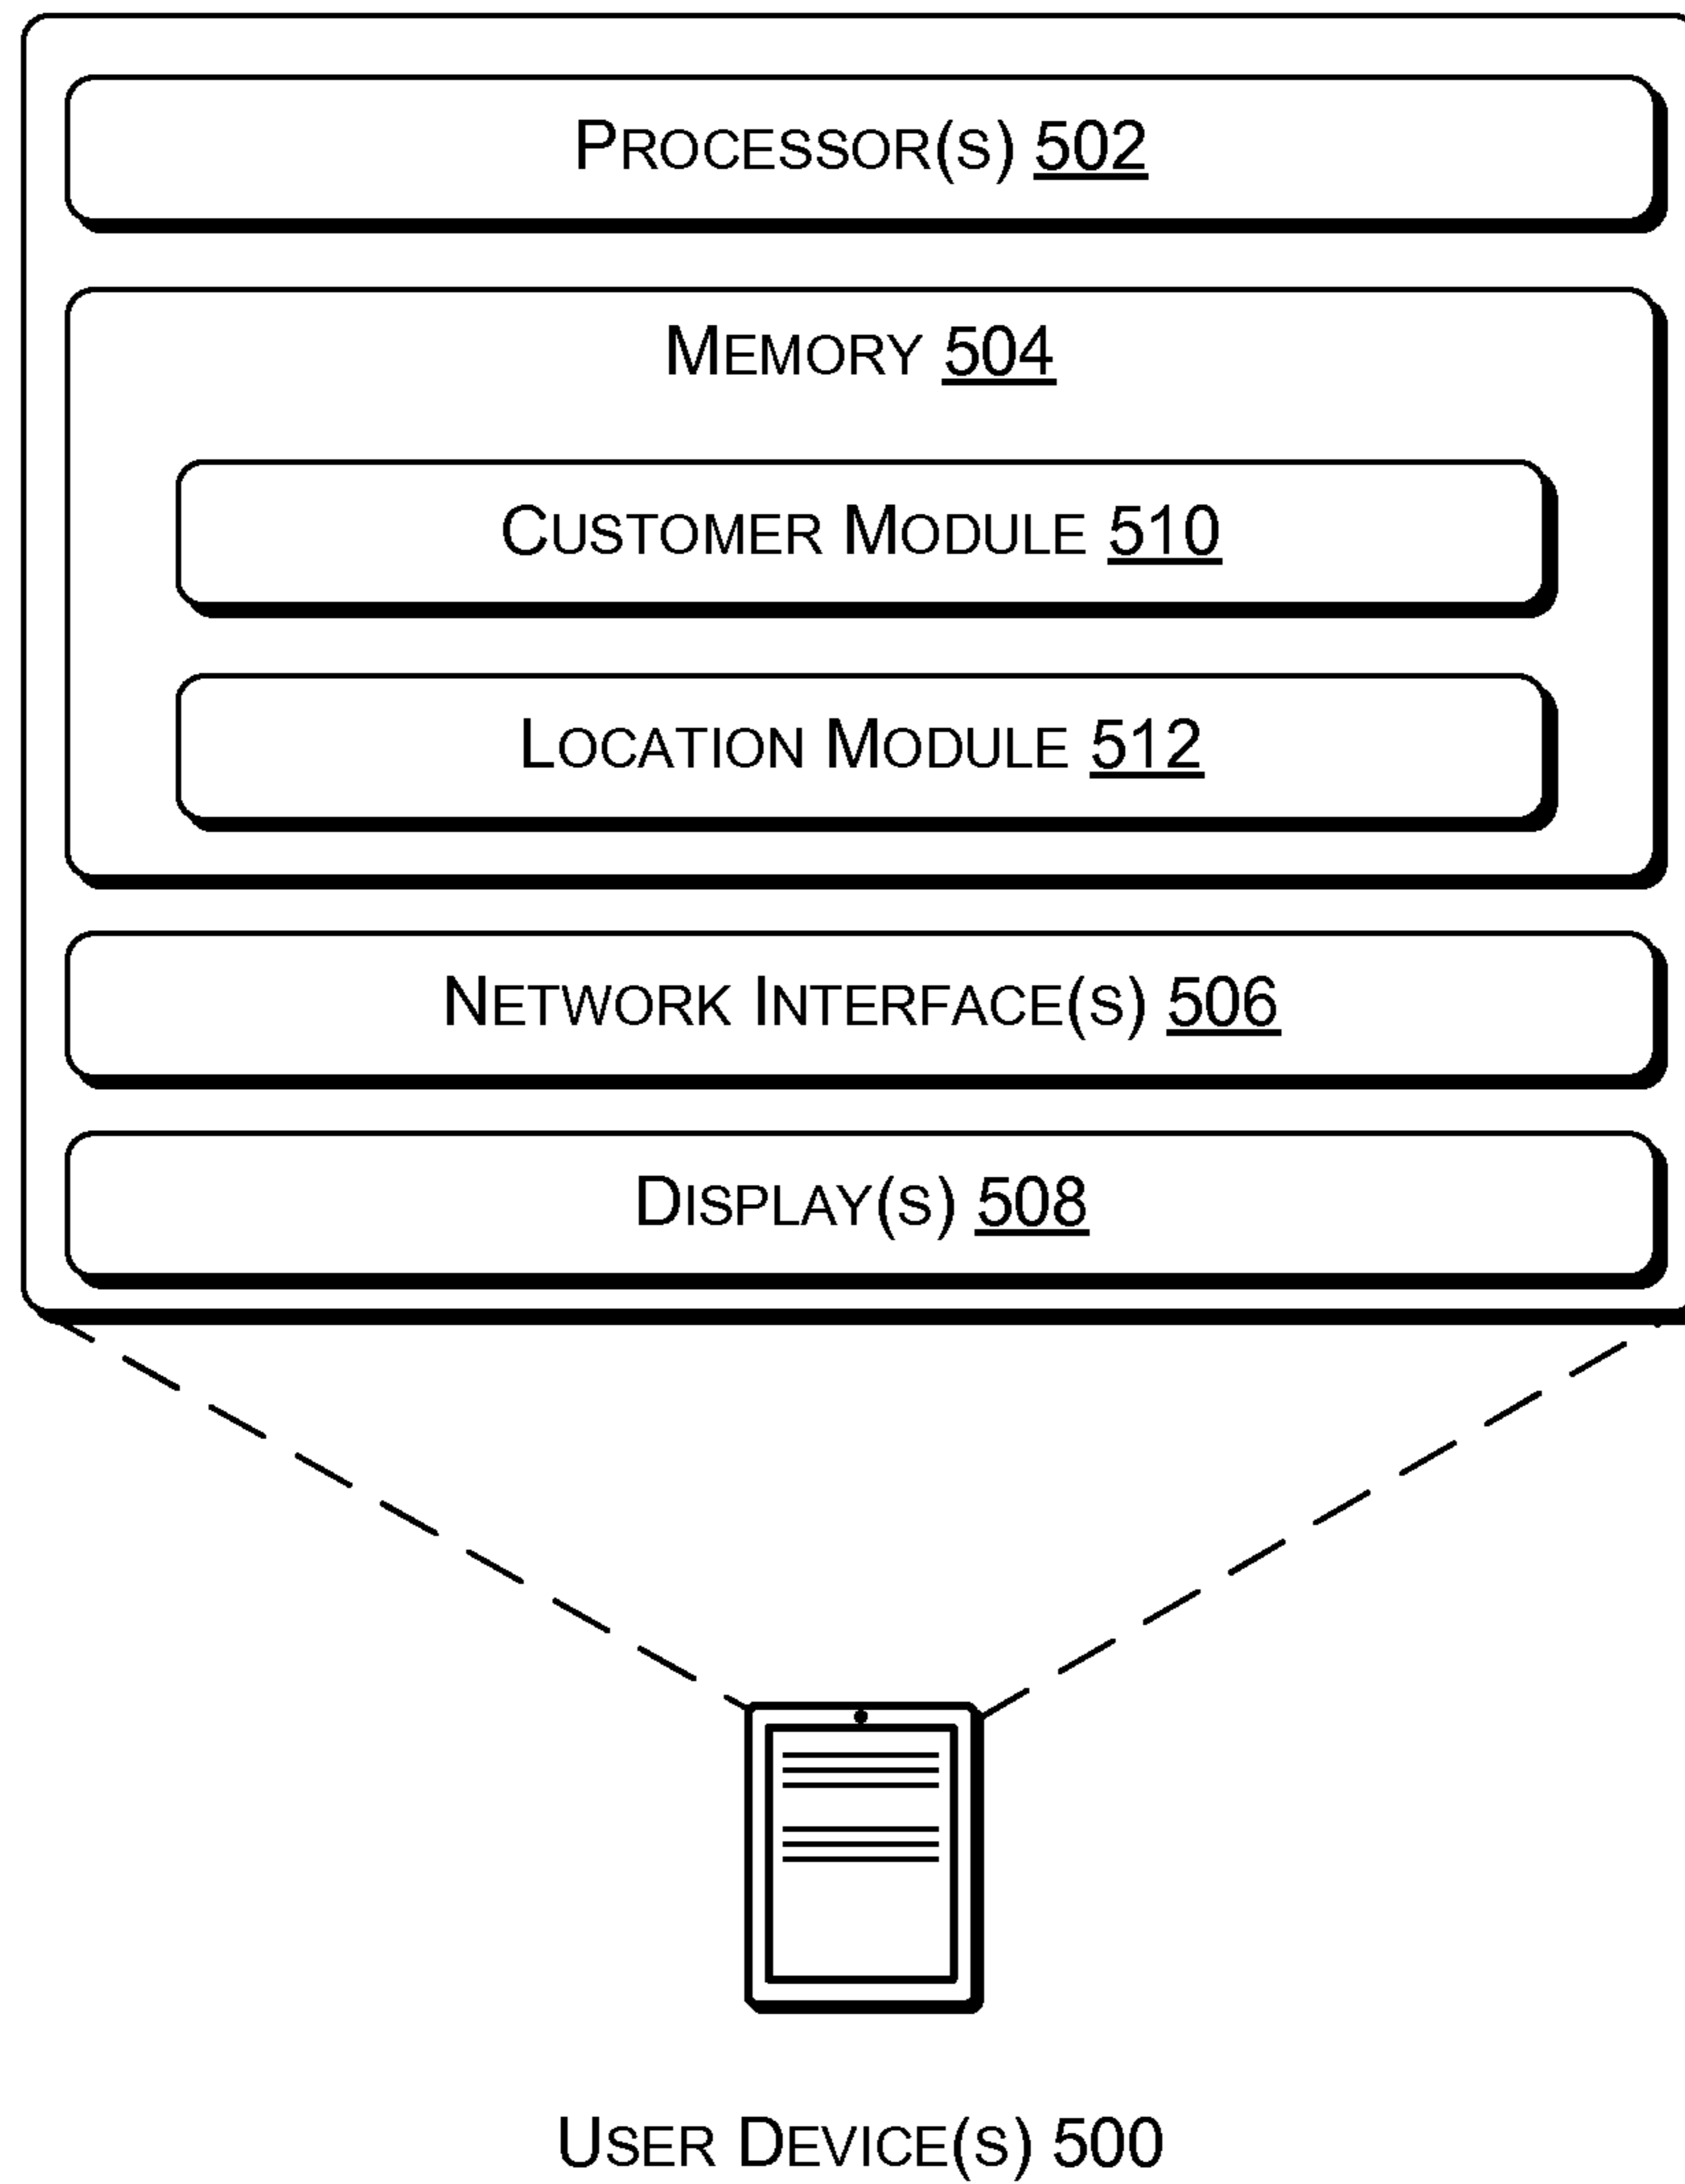 PROCESSOR(S) 502
MEMORY 504
CUSTOMER MODULE 510
LOCATION MODULE 512
NETWORK INTERFACE(S) 506
DISPLAY(S) 508
USER DEVICE(S) 500